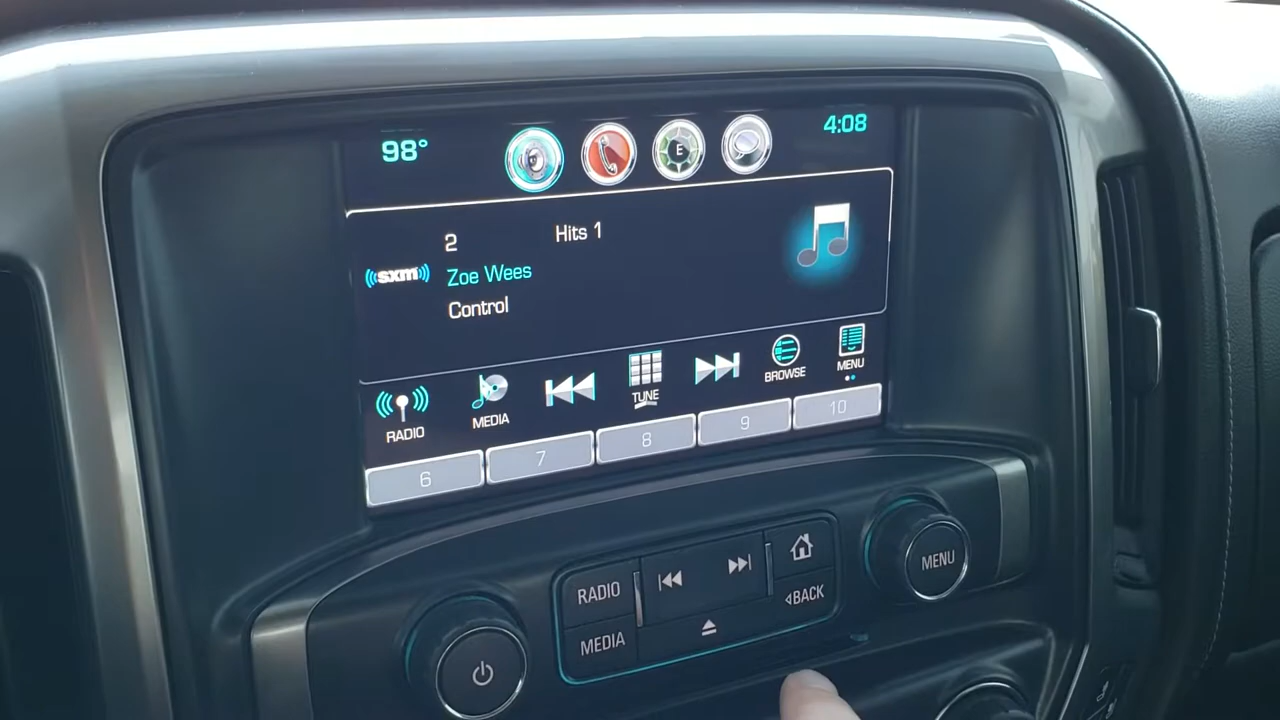 98°
E
4:08
2
Hits 1
((sxm))
Zoe Wees
Control
RADIO
MEDIA
TUNE
BROWSE
MENU
6
7
8
9
10
RADIO
MEDIA
BACK
MENU